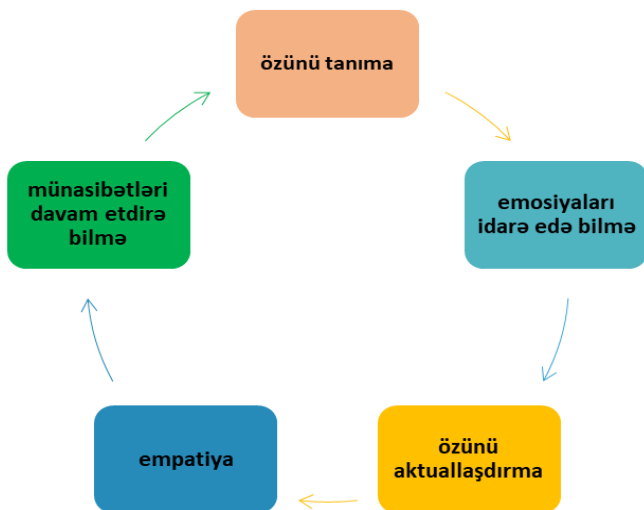 özünü tanıma
emosiyaları
idarə edə bilmə
özünü
aktuallaşdırma
empatiya
münasibətləri
davam etdirə
bilmə